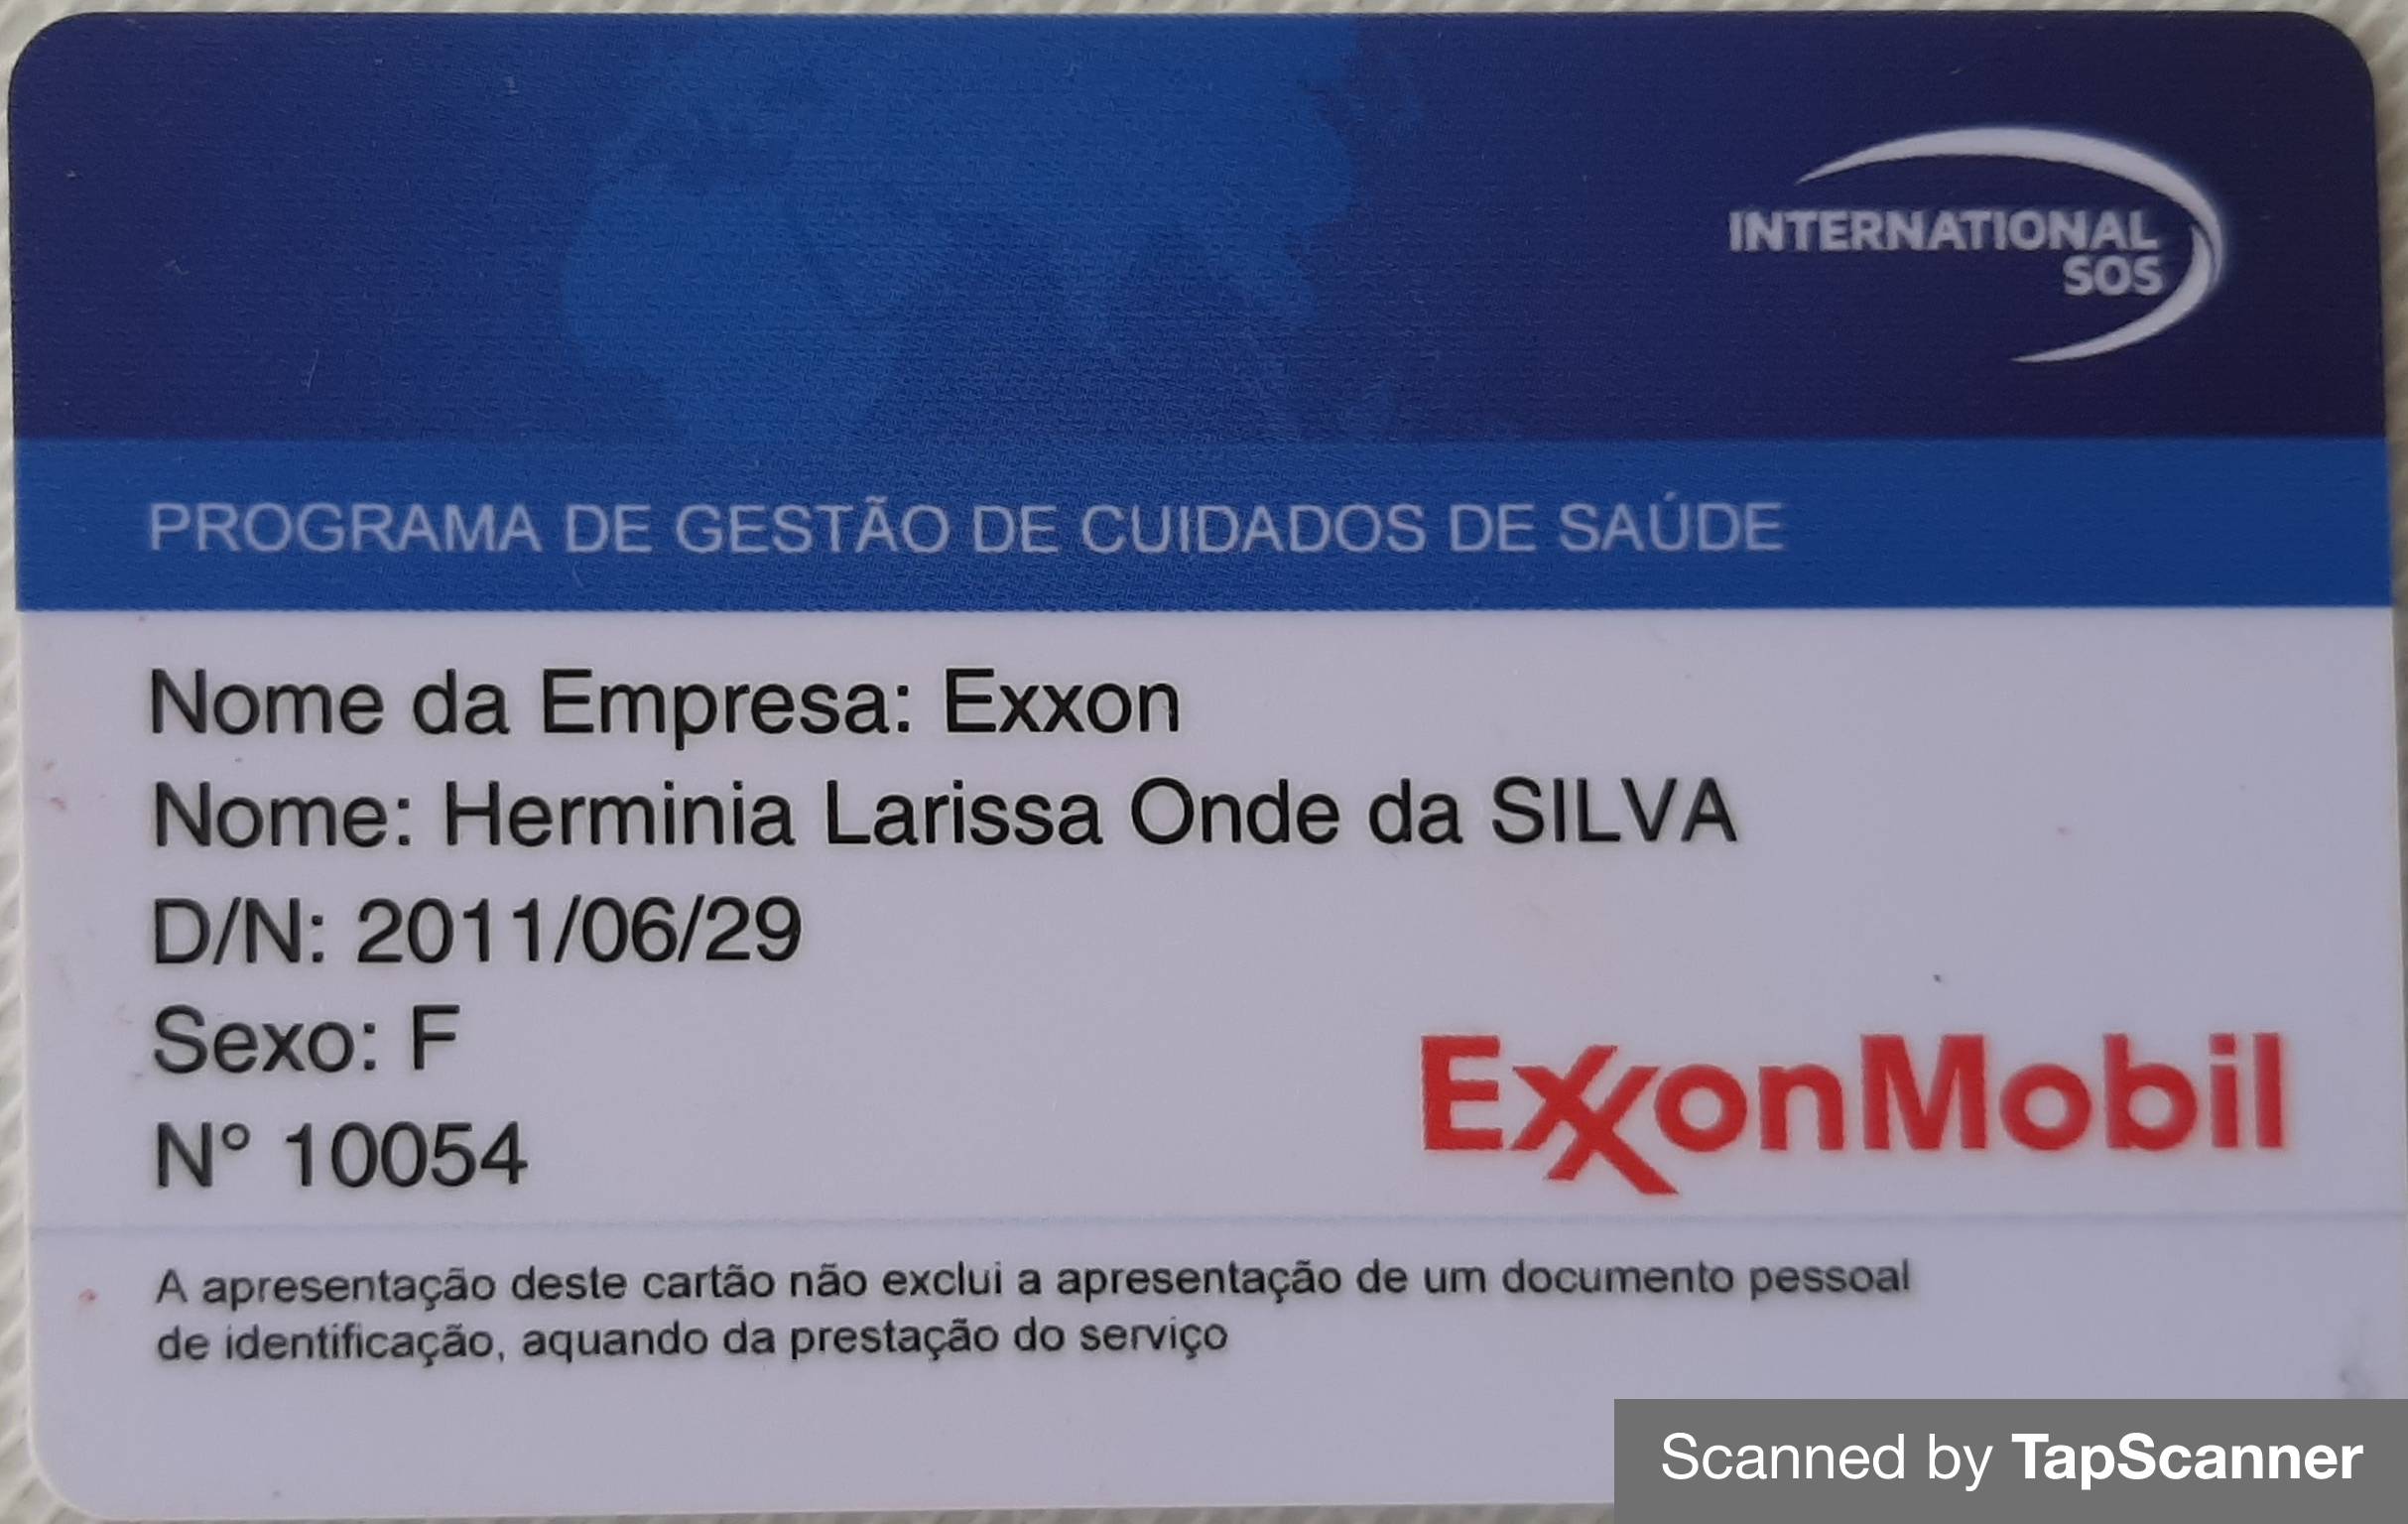 INTERNATIONAL
SOS
PROGRAMA DE GESTÃO DE CUIDADOS DE SAÚDE
Nome da Empresa: Exxon
Nome: Herminia Larissa Onde da SILVA
D/N: 2011/06/29
Sexo: F
N° 10054
ExxonMobil
A apresentação deste cartão não exclui a apresentação de um documento pessoal
de identificação, aquando da prestação do serviço
Scanned by TapScanner